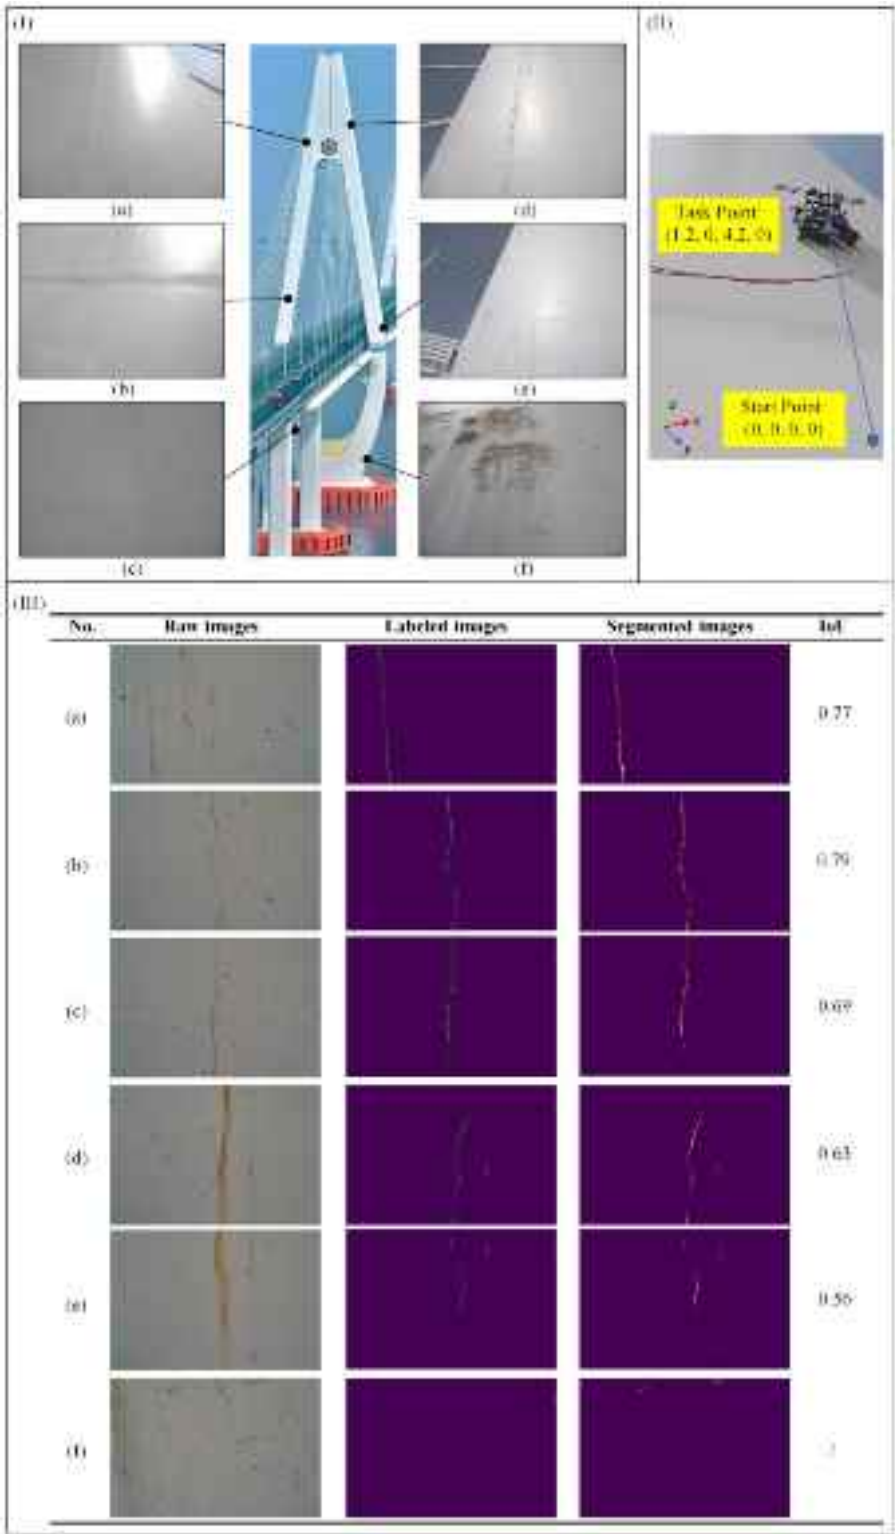 (I)
(II)
(a)
(d)
(b)
(e)
(c)
(f)
Task Point
(1.2, 0, 4.2, 0)
Start Point
(0, 0, 0, 0)
(III)
No. Raw images Labeled images Segmented images IoU
(a) 0.77
(b) 0.79
(c) 0.69
(d) 0.63
(e) 0.56
(f)